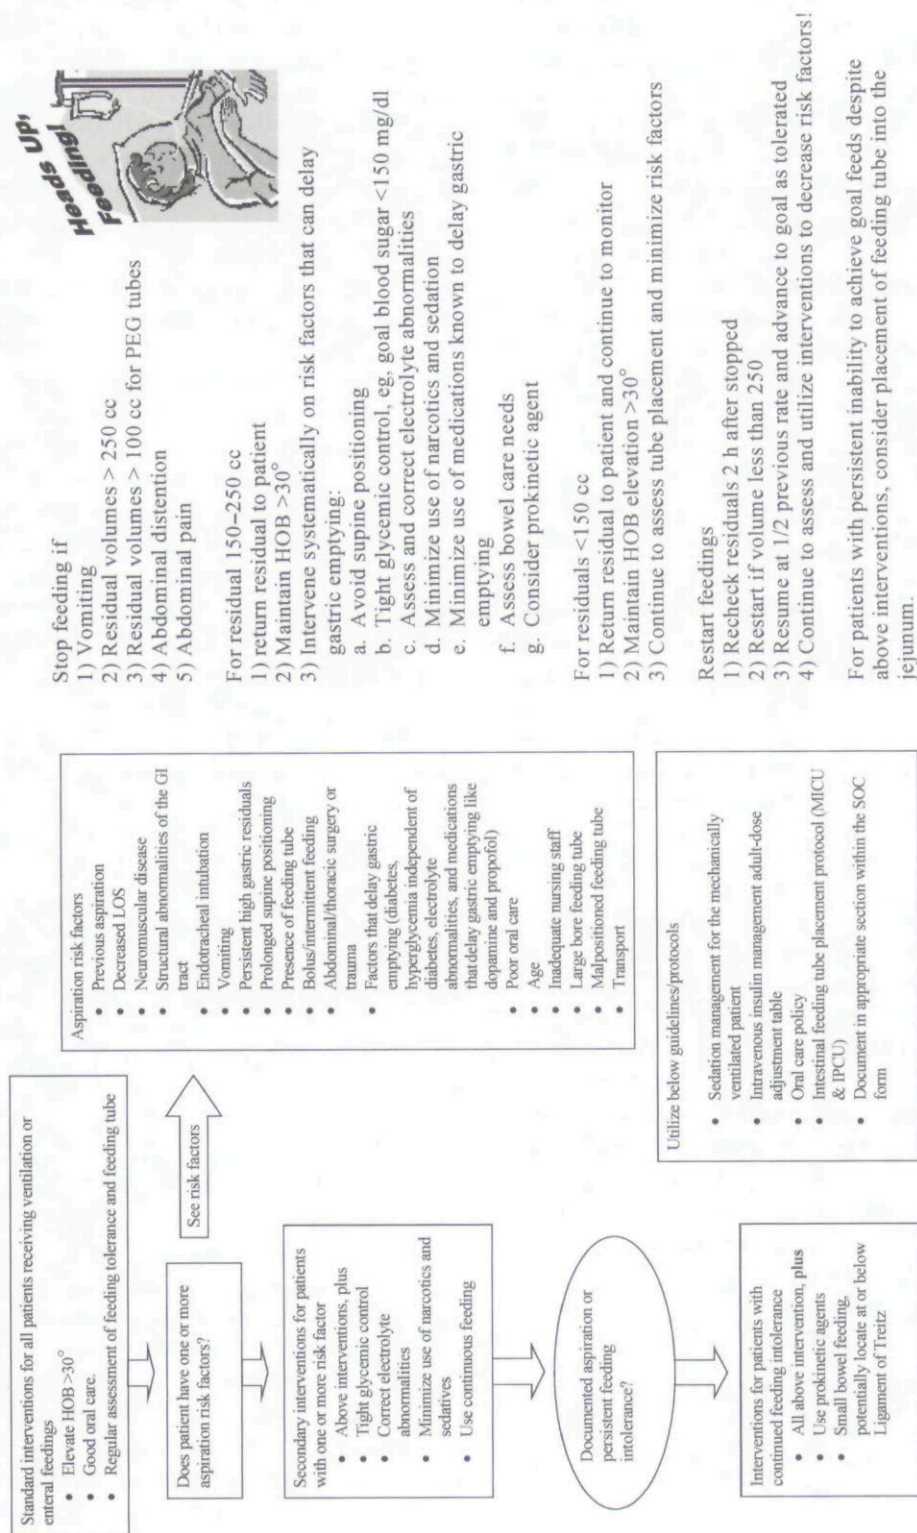 Standard interventions for all patients receiving ventilation or
enteral feedings
• Elevate HOB >30°
• Good oral care.
• Regular assessment of feeding tolerance and feeding tube
Does patient have one or more
aspiration risk factors?
See risk factors
Secondary interventions for patients
with one or more risk factor
• Above interventions, plus
• Tight glycemic control
• Correct electrolyte
abnormalities
• Minimize use of narcotics and
sedatives
• Use continuous feeding
Documented aspiration or
persistent feeding
intolerance?
Interventions for patients with
continued feeding intolerance
• All above intervention, plus
• Use prokinetic agents
• Small bowel feeding,
potentially locate at or below
Ligament of Treitz
Aspiration risk factors
• Previous aspiration
• Decreased LOS
• Neuromuscular disease
• Structural abnormalities of the GI
tract
• Endotracheal intubation
• Vomiting
• Persistent high gastric residuals
• Prolonged supine positioning
• Presence of feeding tube
• Bolus/intermittent feeding
• Abdominal/thoracic surgery or
trauma
• Factors that delay gastric
emptying (diabetes,
hyperglycemia independent of
diabetes, electrolyte
abnormalities, and medications
that delay gastric emptying like
dopamine and propofol)
• Poor oral care
• Age
• Inadequate nursing staff
• Large bore feeding tube
• Malpositioned feeding tube
• Transport
Utilize below guidelines/protocols
• Sedation management for the mechanically
ventilated patient
• Intravenous insulin management adult-dose
adjustment table
• Oral care policy
• Intestinal feeding tube placement protocol (MICU
& IPCU)
• Document in appropriate section within the SOC
form
Heads UP,
Feeding!
Stop feeding if
1) Vomiting
2) Residual volumes > 250 cc
3) Residual volumes > 100 cc for PEG tubes
4) Abdominal distention
5) Abdominal pain
For residual 150–250 cc
1) return residual to patient
2) Maintain HOB >30°
3) Intervene systematically on risk factors that can delay
gastric emptying:
a. Avoid supine positioning
b. Tight glycemic control, eg, goal blood sugar <150 mg/dl
c. Assess and correct electrolyte abnormalities
d. Minimize use of narcotics and sedation
e. Minimize use of medications known to delay gastric
emptying
f. Assess bowel care needs
g. Consider prokinetic agent
For residuals <150 cc
1) Return residual to patient and continue to monitor
2) Maintain HOB elevation >30°
3) Continue to assess tube placement and minimize risk factors
Restart feedings
1) Recheck residuals 2 h after stopped
2) Restart if volume less than 250
3) Resume at 1/2 previous rate and advance to goal as tolerated
4) Continue to assess and utilize interventions to decrease risk factors!
For patients with persistent inability to achieve goal feeds despite
above interventions, consider placement of feeding tube into the
jejunum.